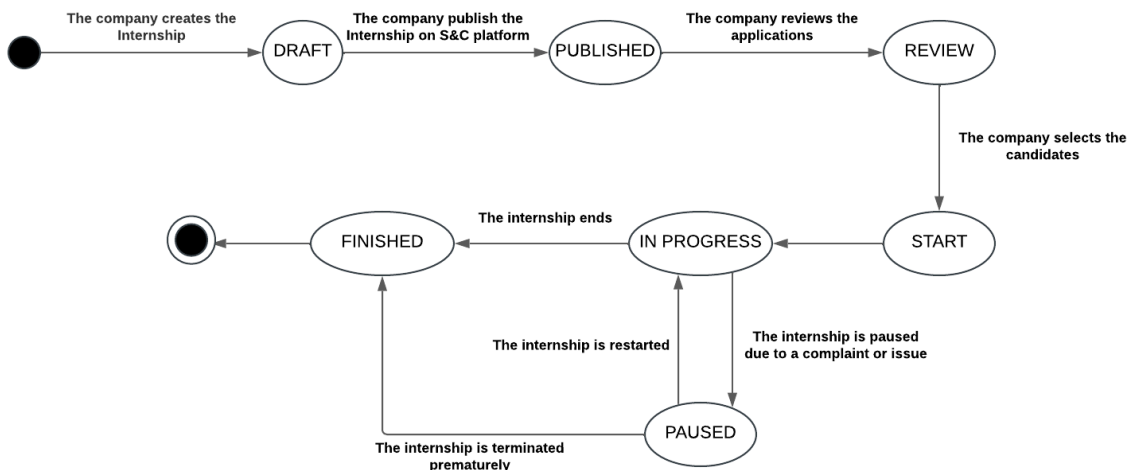 The company creates the
Internship
DRAFT
The company publish the
Internship on S&C platform
PUBLISHED
The company reviews the
applications
REVIEW
The company selects the
candidates
START
IN PROGRESS
The internship ends
FINISHED
The internship is restarted
The internship is paused
due to a complaint or issue
PAUSED
The internship is terminated
prematurely